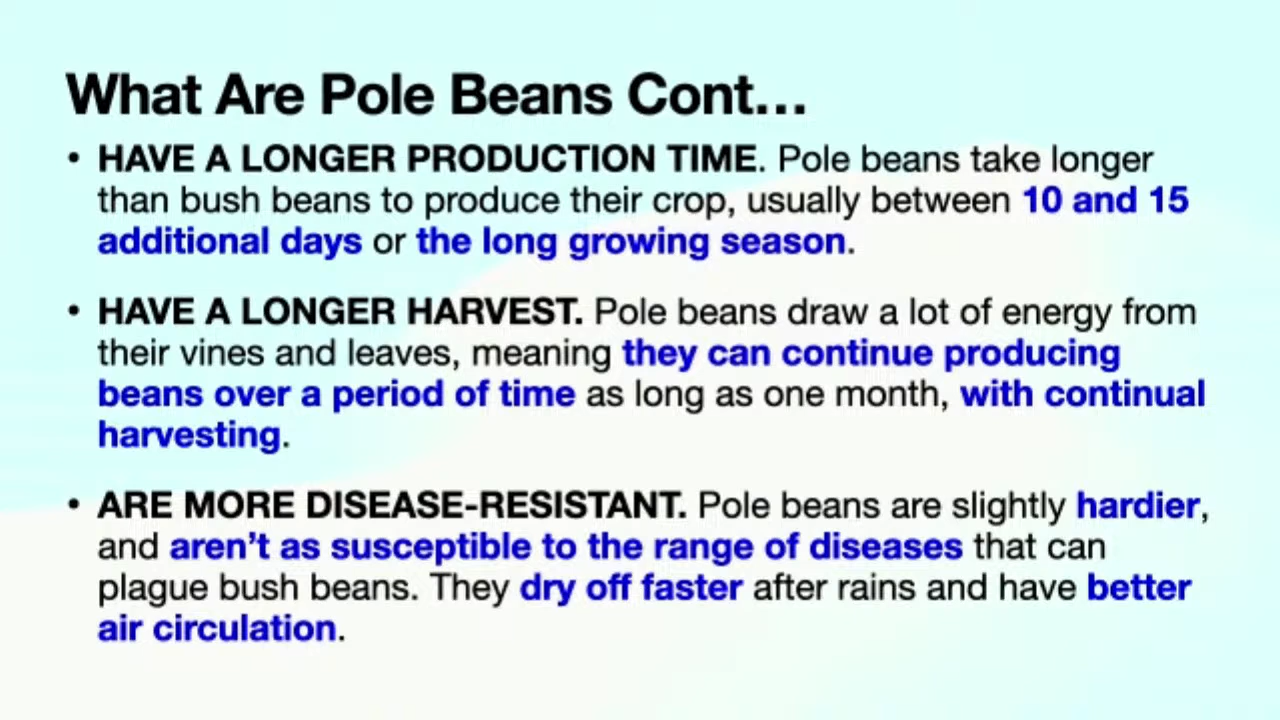 What Are Pole Beans Cont…
• HAVE A LONGER PRODUCTION TIME. Pole beans take longer
than bush beans to produce their crop, usually between 10 and 15
additional days or the long growing season.
• HAVE A LONGER HARVEST. Pole beans draw a lot of energy from
their vines and leaves, meaning they can continue producing
beans over a period of time as long as one month, with continual
harvesting.
• ARE MORE DISEASE-RESISTANT. Pole beans are slightly hardier,
and aren’t as susceptible to the range of diseases that can
plague bush beans. They dry off faster after rains and have better
air circulation.